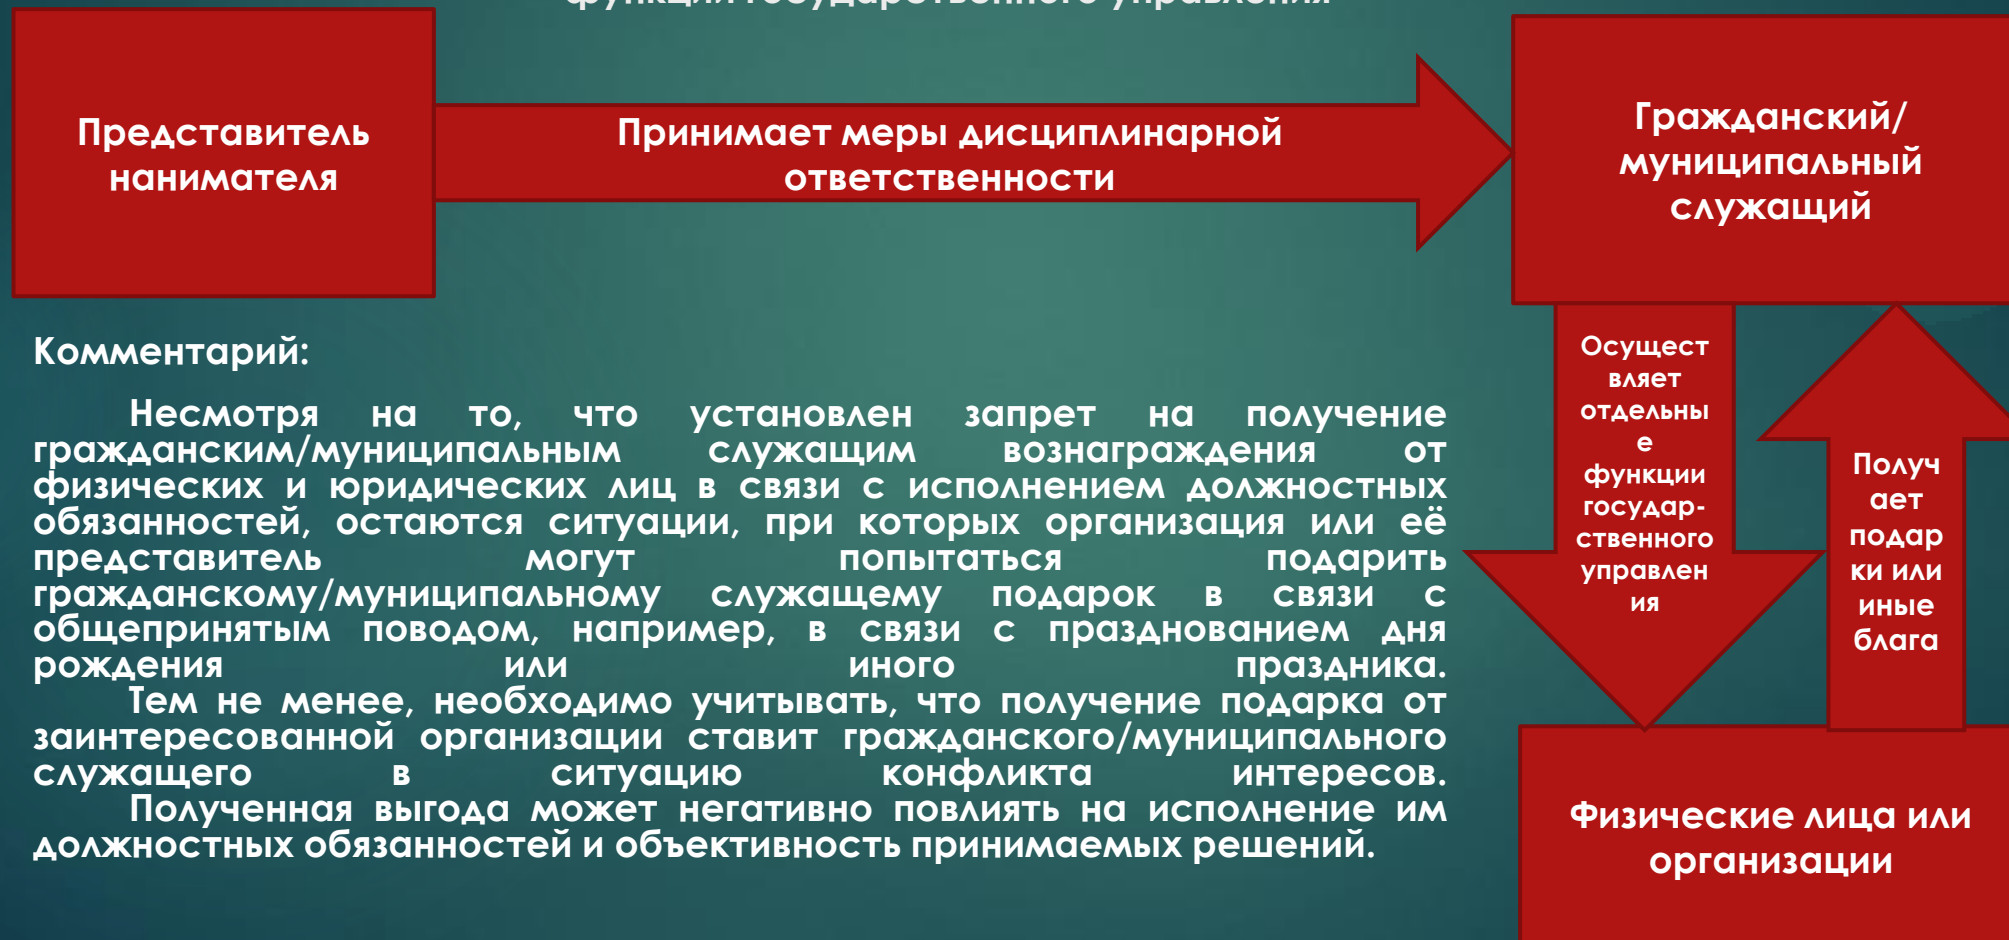 функции государственного управления
Представитель
нанимателя
Принимает меры дисциплинарной
ответственности
Гражданский/
муниципальный
служащий
Комментарий:
Несмотря на то, что установлен запрет на получение
гражданским/муниципальным служащим вознаграждения от
физических и юридических лиц в связи с исполнением должностных
обязанностей, остаются ситуации, при которых организация или её
представитель могут попытаться подарить
гражданскому/муниципальному служащему подарок в связи с
общепринятым поводом, например, в связи с празднованием дня
рождения или иного праздника.
Тем не менее, необходимо учитывать, что получение подарка от
заинтересованной организации ставит гражданского/муниципального
служащего в ситуацию конфликта интересов.
Полученная выгода может негативно повлиять на исполнение им
должностных обязанностей и объективность принимаемых решений.
Осущест
вляет
отдельны
е
функции
государ-
ственного
управлен
ия
Получ
ает
подар
ки или
иные
блага
Физические лица или
организации